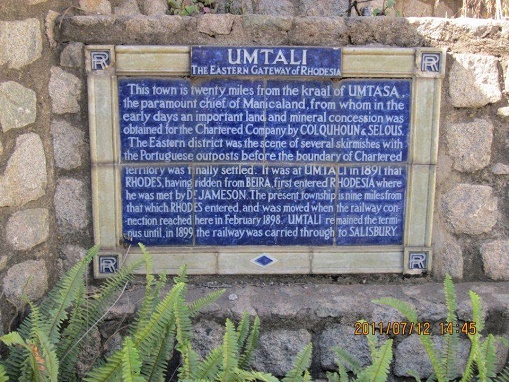 RR
RR
UMTALI
THE EASTERN GATEWAY OF RHODESIA
This town is twenty miles from the kraal of UMTASA,
the paramount chief of Manicaland, from whom in the
early days an important land and mineral concession was
obtained for the Chartered Company by COLQUHOUN & SELOUS.
The Eastern district was the scene of several skirmishes with
the Portuguese outposts before the boundary of Chartered
territory was finally settled. It was at UMTALI in 1891 that
RHODES, having ridden from BEIRA, first entered RHODESIA where
he was met by DR JAMESON. The present township is nine miles from
that which RHODES entered, and was moved when the railway con-
nection reached here in February 1898. UMTALI remained the termi-
nus until, in 1899 the railway was carried through to SALISBURY.
RR
RR
2011/07/12 14:45